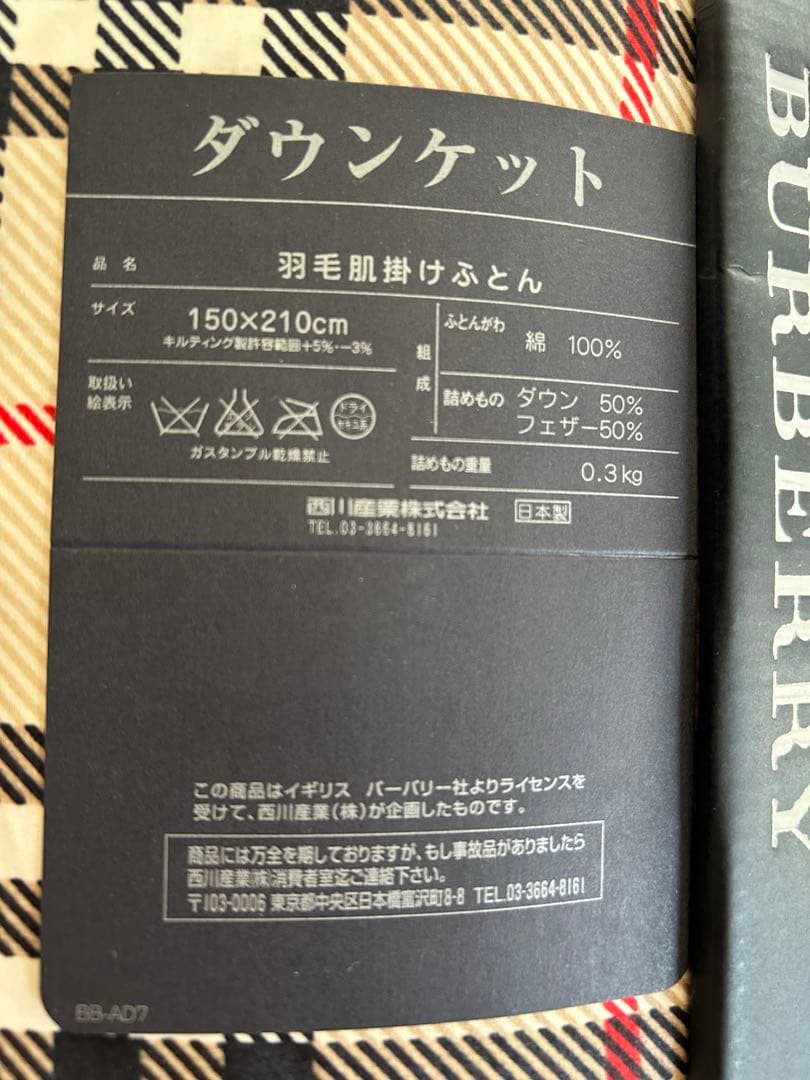 ダウンケット
品名 羽毛肌掛けふとん
サイズ 150×210cm
キルティング製許容範囲+5%・-3%
取扱い
絵表示
ドライ
セキユ系
ガスタンブル乾燥禁止
組成
ふとんがわ 綿 100%
詰めもの ダウン 50%
フェザー50%
詰めもの重量 0.3kg
西川産業株式会社 日本製
TEL.03-3664-8161
この商品はイギリス バーバリー社よりライセンスを
受けて、西川産業(株)が企画したものです。
商品には万全を期しておりますが、もし事故品がありましたら
西川産業(株)消費者室迄ご連絡下さい。
〒103-0006 東京都中央区日本橋富沢町8-8 TEL.03-3664-8161
BB-AD7
BURBERRY